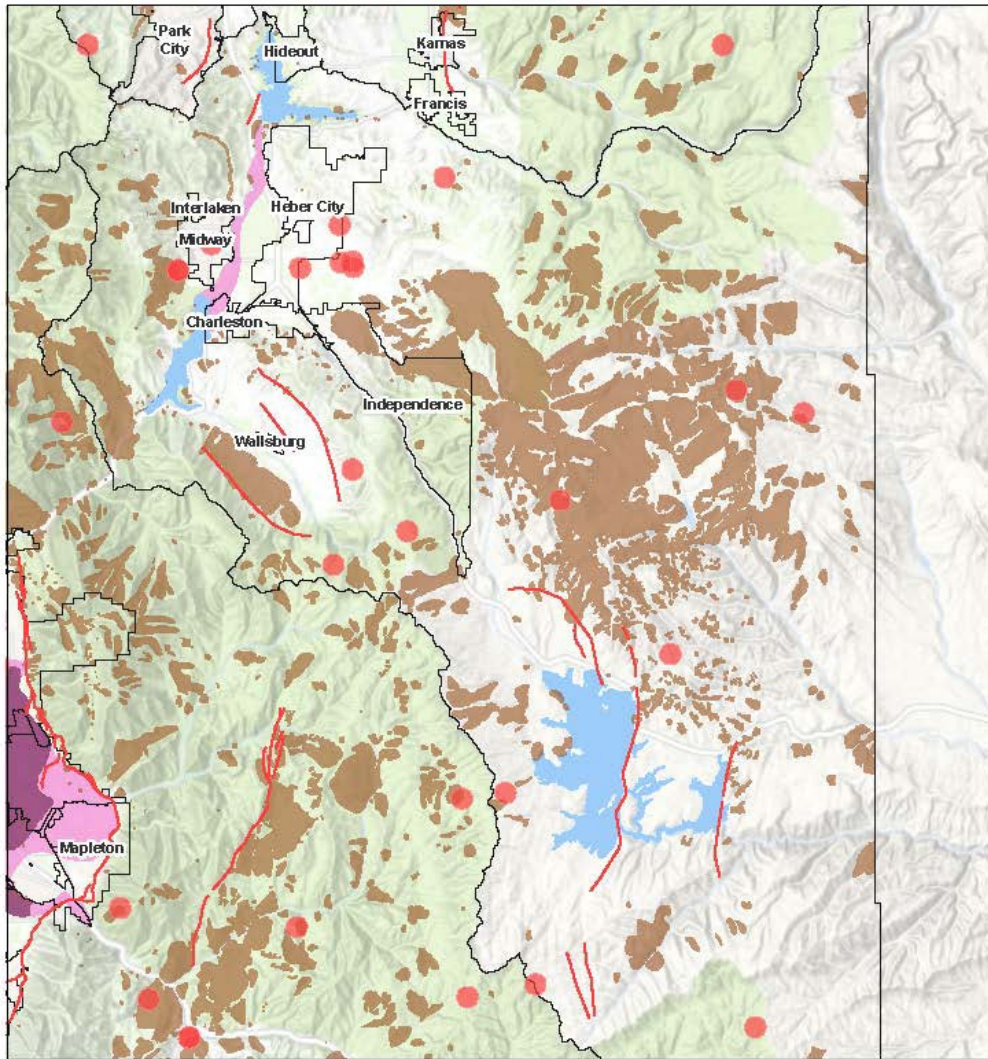 Park
City
Hideout
Kamas
Francis
Interlaken
Heber City
Midway
Charleston
Independence
Wallsburg
Mapleton